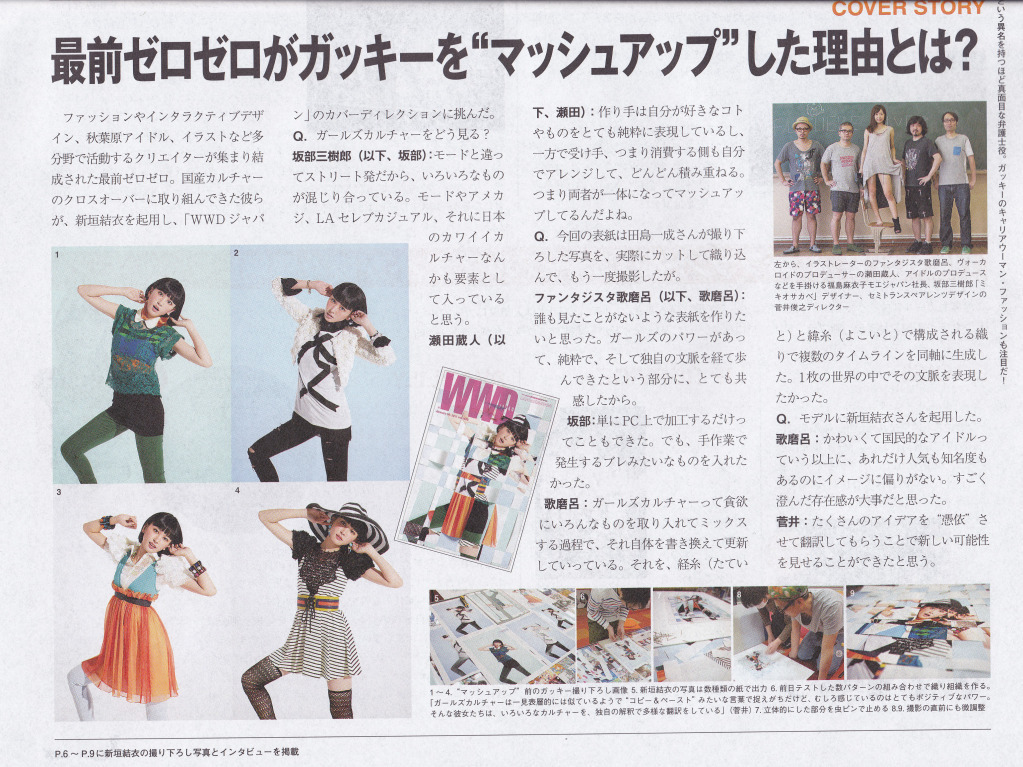 COVER STORY
最前ゼロゼロがガッキーを“マッシュアップ”した理由とは？
という異名を持つほど真面目な弁護士役。ガッキーのキャリアウーマン・ファッションも注目だ！
ファッションやインタラクティブデザ
イン、秋葉原アイドル、イラストなど多
分野で活動するクリエイターが集まり結
成された最前ゼロゼロ。国産カルチャー
のクロスオーバーに取り組んできた彼ら
が、新垣結衣を起用し、「WWDジャパ
ン」のカバーディレクションに挑んだ。
Q. ガールズカルチャーをどう見る？
坂部三樹郎（以下、坂部）：モードと違っ
てストリート発だから、いろいろなもの
が混じり合っている。モードやアメカ
ジ、LAセレブカジュアル、それに日本
のカワイイカ
ルチャーなん
かも要素とし
て入っている
と思う。
瀬田蔵人（以
下、瀬田）：作り手は自分が好きなコト
やものをとても純粋に表現しているし、
一方で受け手、つまり消費する側も自分
でアレンジして、どんどん積み重ねる。
つまり両者が一体になってマッシュアッ
プしてるんだよね。
Q. 今回の表紙は田島一成さんが撮り下
ろした写真を、実際にカットして織り込
んで、もう一度撮影したが。
ファンタジスタ歌磨呂（以下、歌磨呂）：
誰も見たことがないような表紙を作りた
いと思った。ガールズのパワーがあっ
て、純粋で、そして独自の文脈を経て歩
んできたという部分に、とても共
感したから。
坂部：単にPC上で加工するだけっ
てこともできた。でも、手作業で
発生するブレみたいなものを入れた
かった。
歌磨呂：ガールズカルチャーって貪欲
にいろんなものを取り入れてミックス
する過程で、それ自体を書き換えて更新
していっている。それを、経糸（たてい
と）と緯糸（よこいと）で構成される織
りで複数のタイムラインを同軸に生成し
た。1枚の世界の中でその文脈を表現し
たかった。
Q. モデルに新垣結衣さんを起用した。
歌磨呂：かわいくて国民的なアイドルっ
ていう以上に、あれだけ人気も知名度も
あるのにイメージに偏りがない。すごく
澄んだ存在感が大事だと思った。
菅井：たくさんのアイデアを“憑依”さ
せて翻訳してもらうことで新しい可能性
を見せることができたと思う。
左から、イラストレーターのファンタジスタ歌磨呂、ヴォーカ
ロイドのプロデューサーの瀬田蔵人、アイドルのプロデュース
などを手掛ける福島麻衣子モエジャパン社長、坂部三樹郎「ミ
キオサカベ」デザイナー、セミトランスペアレンツデザインの
菅井俊之ディレクター
1
2
3
4
WWD
5
6
7
8
9
1〜4. “マッシュアップ”前のガッキー撮り下ろし画像 5. 新垣結衣の写真は数種類の紙で出力 6. 前日テストした数パターンの組み合わせで織り組織を作る。
「ガールズカルチャーは一見表層的には似ているようで“コピー＆ペースト”みたいな言葉で捉えがちだけど、むしろ感じているのはとてもポジティブなパワー。
そんな彼女たちは、いろいろなカルチャーを、独自の解釈で多様な翻訳をしている」（菅井）7. 立体的にした部分を虫ピンで止める 8.9. 撮影の直前にも微調整
P.6〜P.9に新垣結衣の撮り下ろし写真とインタビューを掲載